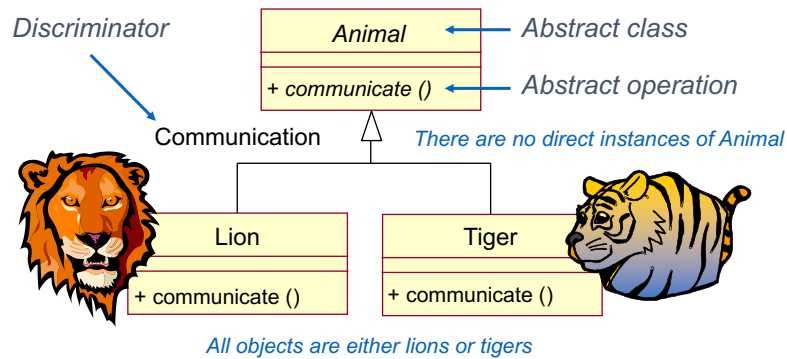 Discriminator
Animal
Abstract class
+ communicate ()
Abstract operation
Communication
There are no direct instances of Animal
Lion
Tiger
+ communicate ()
+ communicate ()
All objects are either lions or tigers